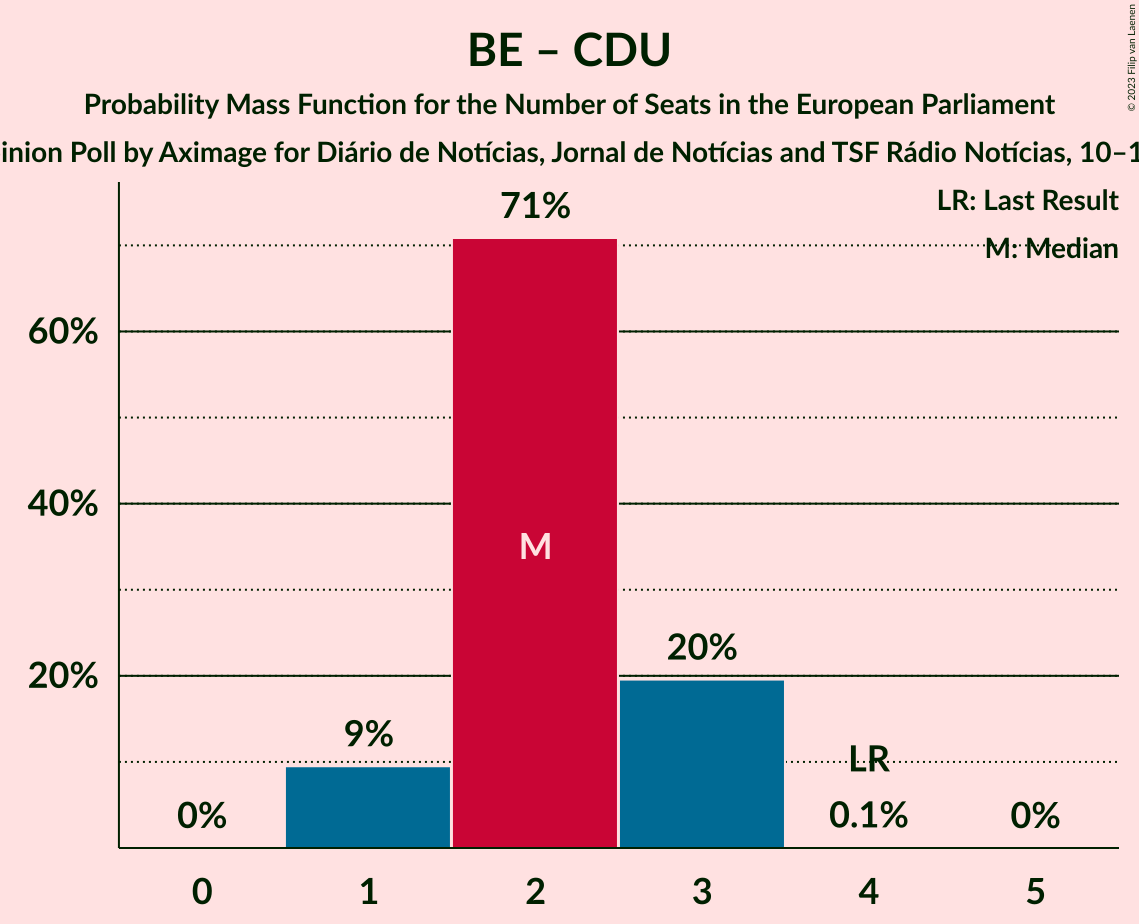 BE – CDU
Probability Mass Function for the Number of Seats in the European Parliament
inion Poll by Aximage for Diário de Notícias, Jornal de Notícias and TSF Rádio Notícias, 10–1
© 2023 Filip van Laenen
LR: Last Result
M: Median
71%
60%
40%
M
20%
20%
9%
LR
0%
0.1%
0%
0 1 2 3 4 5